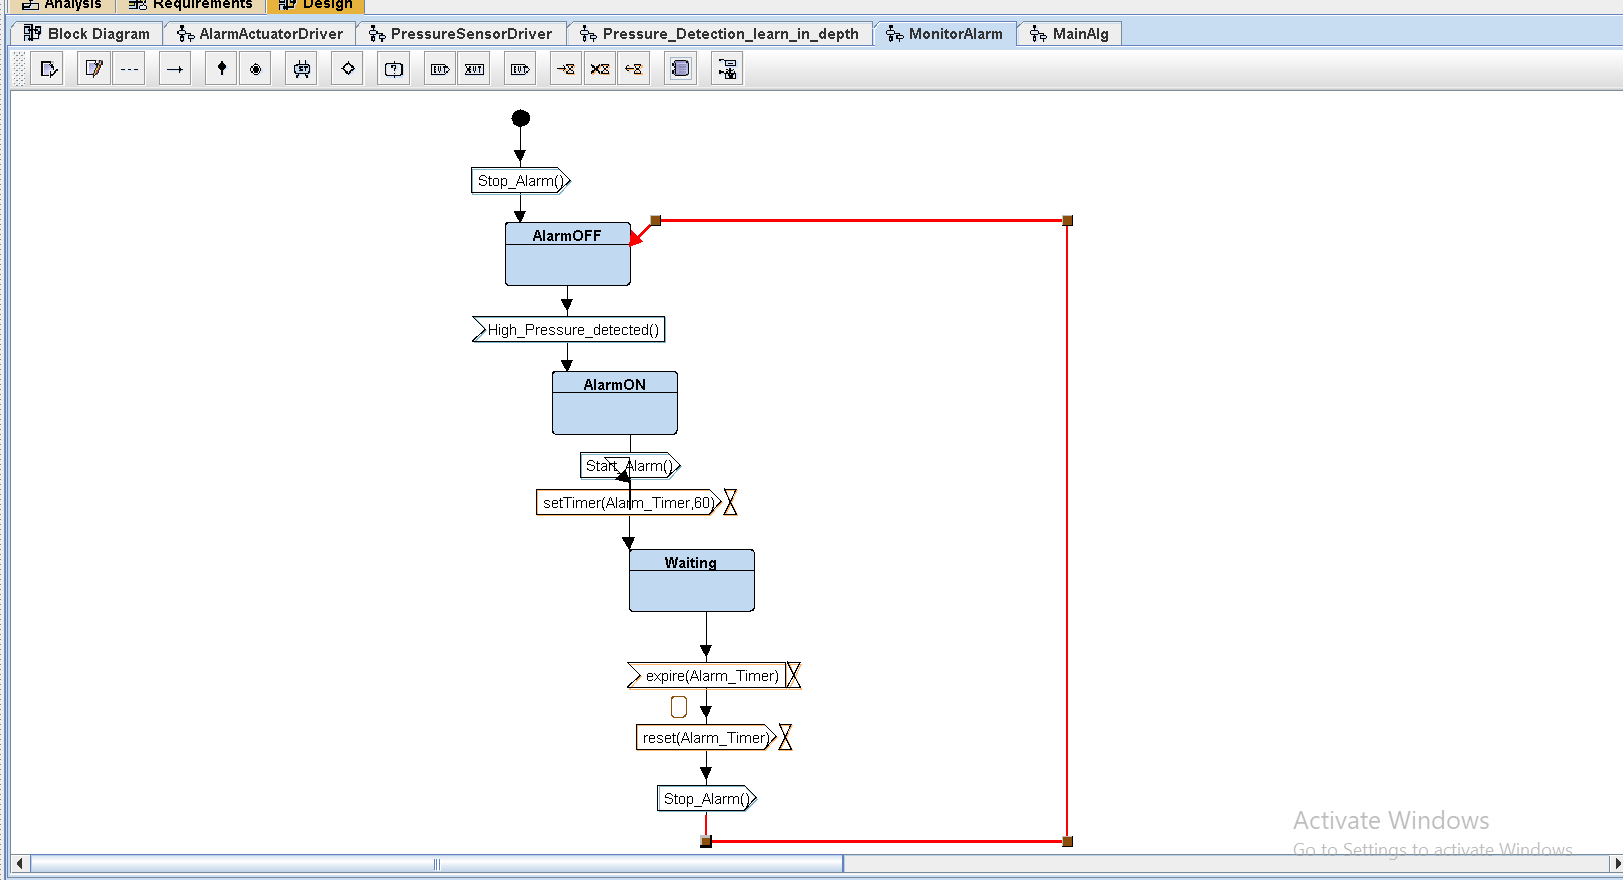 Analysis Requirements Design
Block Diagram AlarmActuatorDriver PressureSensorDriver Pressure_Detection_learn_in_depth MonitorAlarm MainAlg
Stop_Alarm()
AlarmOFF
High_Pressure_detected()
AlarmON
Start_Alarm()
setTimer(Alarm_Timer,60)
Waiting
expire(Alarm_Timer)
reset(Alarm_Timer)
Stop_Alarm()
Activate Windows
Go to Settings to activate Windows.